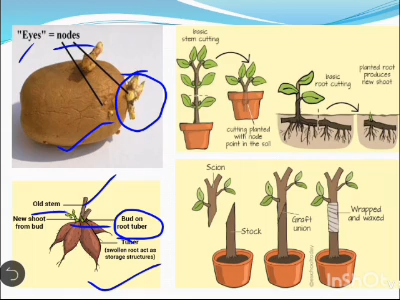 "Eyes" = nodes
basic
stem cutting
cutting planted
with node
point in the soil
basic
root cutting
planted root
produces
new shoot
Old stem
New shoot
from bud
Bud on
root tuber
Tuber
(swollen root act as
storage structures)
Scion
Stock
Graft
union
Wrapped
and waxed
InShOt